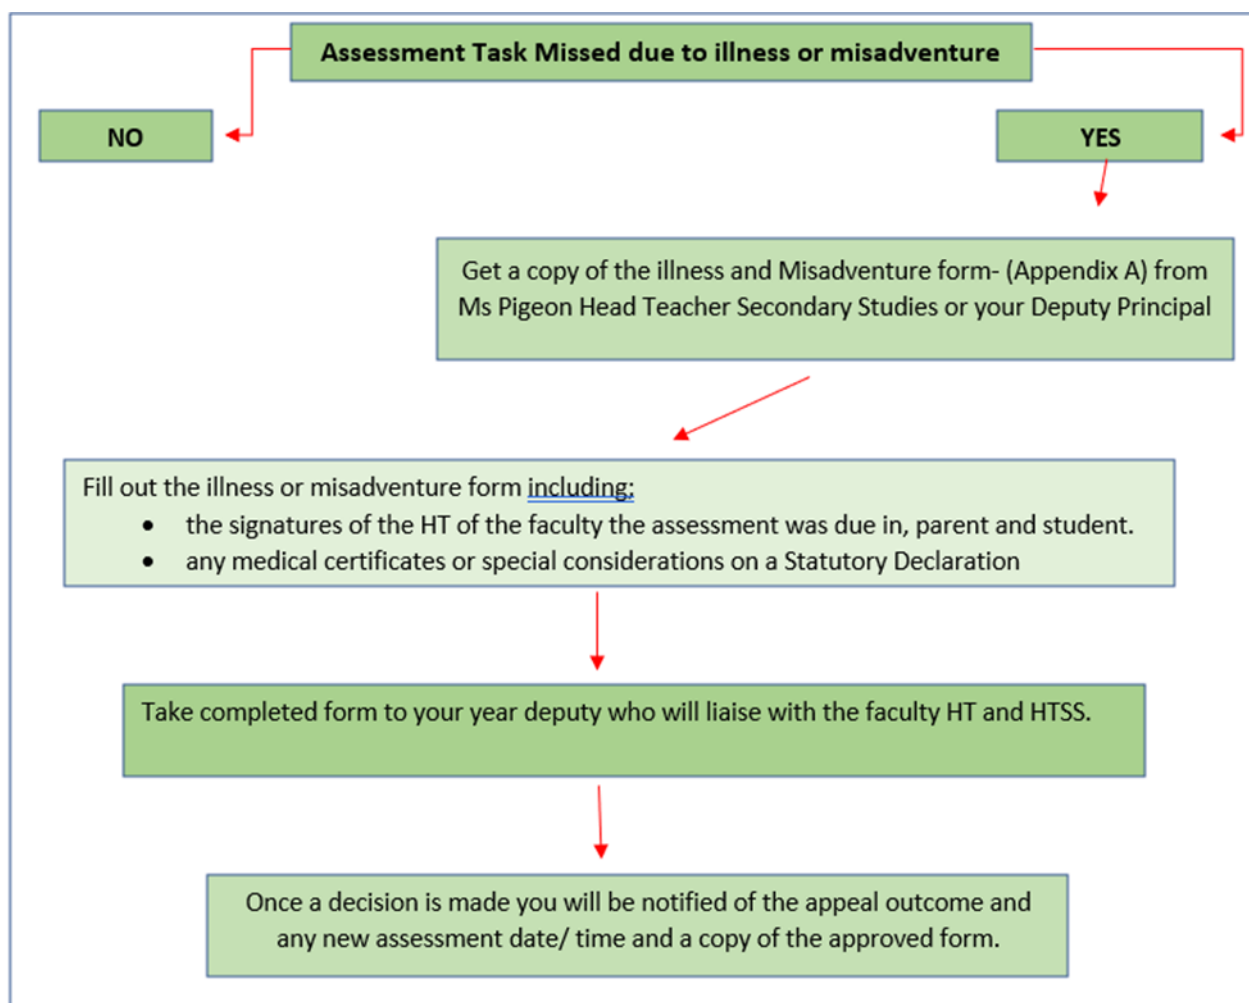 Assessment Task Missed due to illness or misadventure
NO
YES
Get a copy of the illness and Misadventure form- (Appendix A) from
Ms Pigeon Head Teacher Secondary Studies or your Deputy Principal
Fill out the illness or misadventure form including;
• the signatures of the HT of the faculty the assessment was due in, parent and student.
• any medical certificates or special considerations on a Statutory Declaration
Take completed form to your year deputy who will liaise with the faculty HT and HTSS.
Once a decision is made you will be notified of the appeal outcome and
any new assessment date/ time and a copy of the approved form.